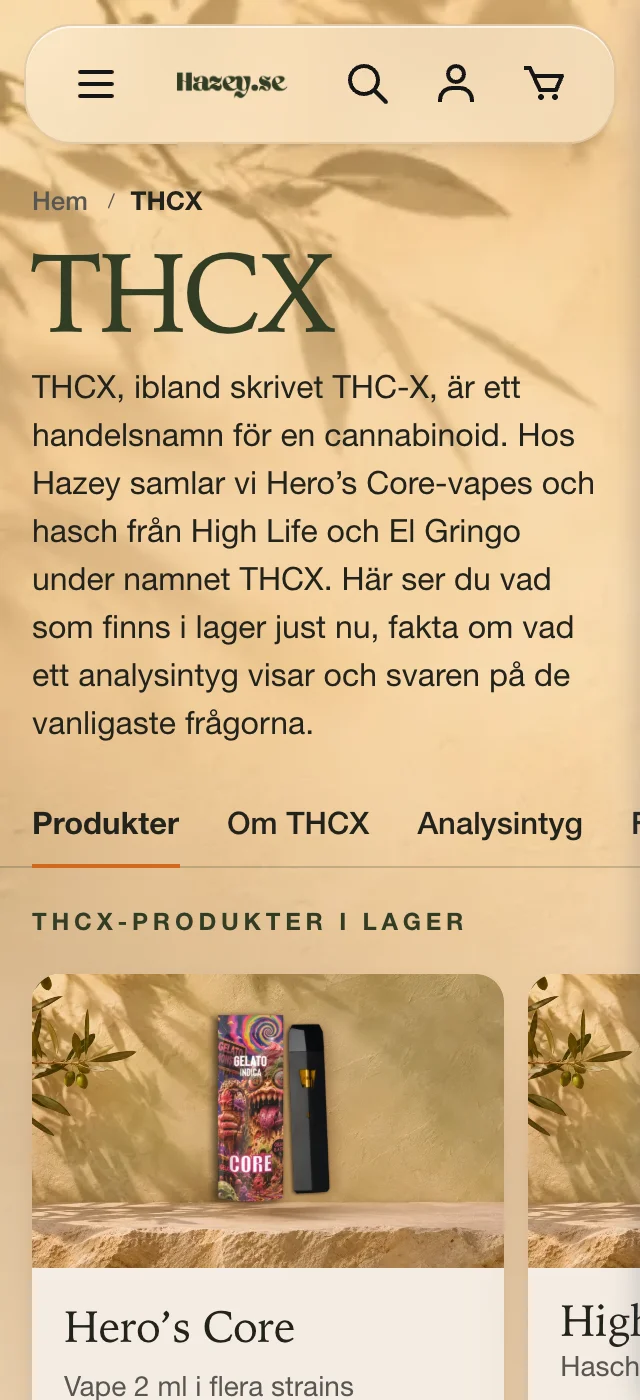 Hazey.se
Hem / THCX
THCX
THCX, ibland skrivet THC-X, är ett
handelsnamn för en cannabinoid. Hos
Hazey samlar vi Hero’s Core-vapes och
hasch från High Life och El Gringo
under namnet THCX. Här ser du vad
som finns i lager just nu, fakta om vad
ett analysintyg visar och svaren på de
vanligaste frågorna.
Produkter Om THCX Analysintyg
THCX-PRODUKTER I LAGER
GELATO
GELATO
INDICA
CORE
Hero’s Core
Vape 2 ml i flera strains
Hasch